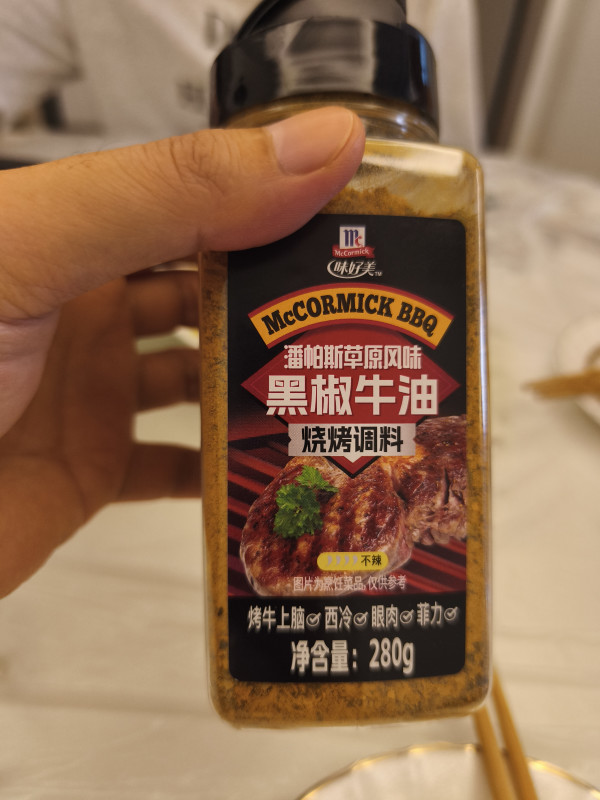 McCormick
味好美™
McCORMICK BBQ
潘帕斯草原风味
黑椒牛油
烧烤调料
不辣
- 图片为烹饪菜品,仅供参考
烤牛上脑 西冷 眼肉 菲力
净含量：280g